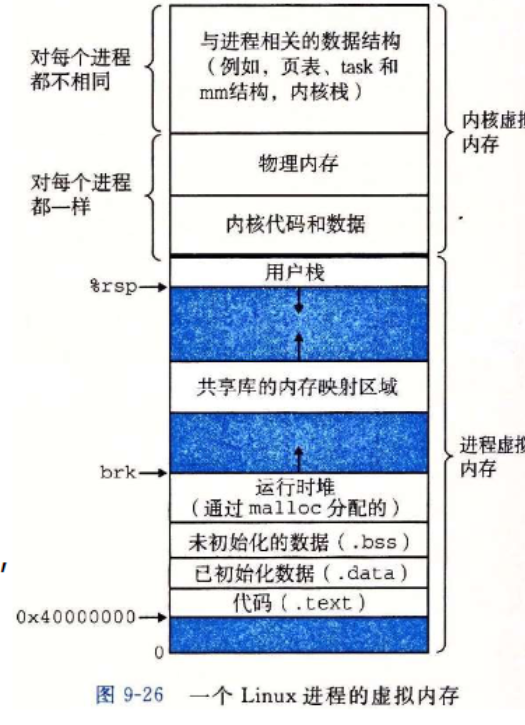 对每个进程
都不相同
与进程相关的数据结构
（例如，页表、task 和
mm结构，内核栈）
内核虚拟
内存
对每个进程
都一样
物理内存
内核代码和数据
用户栈
%rsp
共享库的内存映射区域
进程虚拟
内存
brk
运行时堆
（通过 malloc 分配的）
未初始化的数据（.bss）
已初始化数据（.data）
代码（.text）
0x40000000
0
图 9-26 一个 Linux 进程的虚拟内存